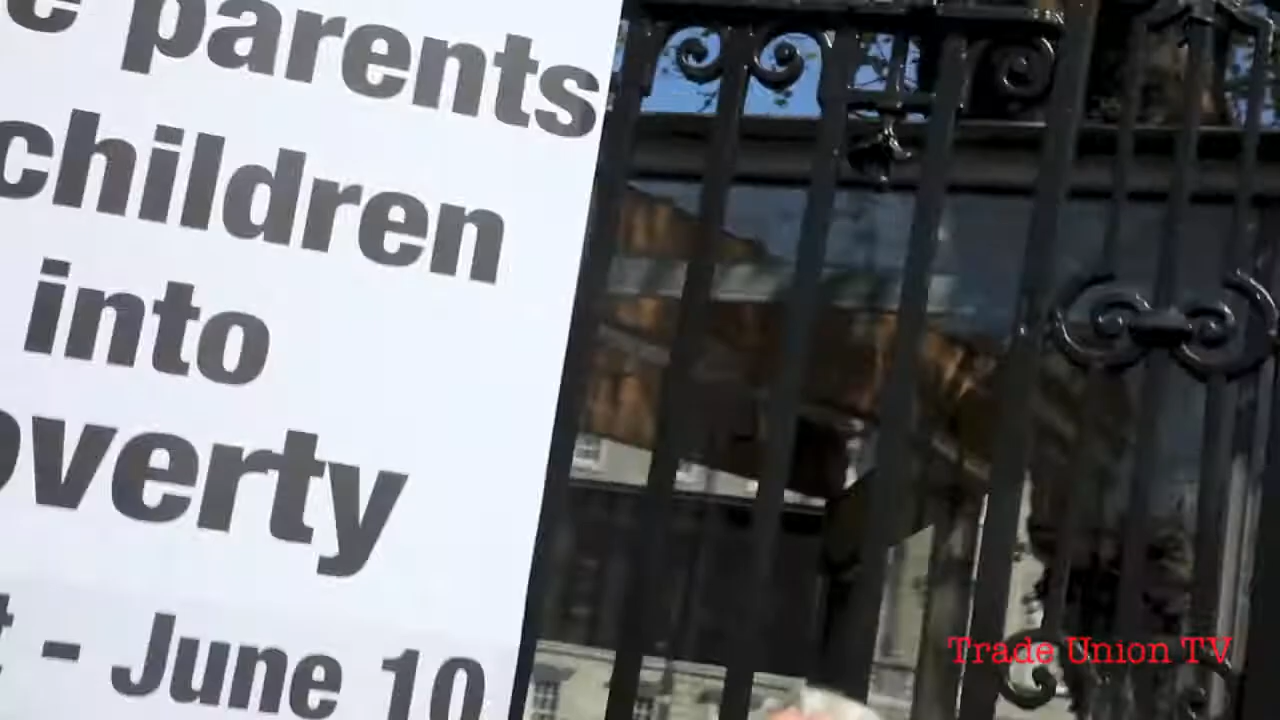 parents
children
into
overty
- June 10
Trade Union TV